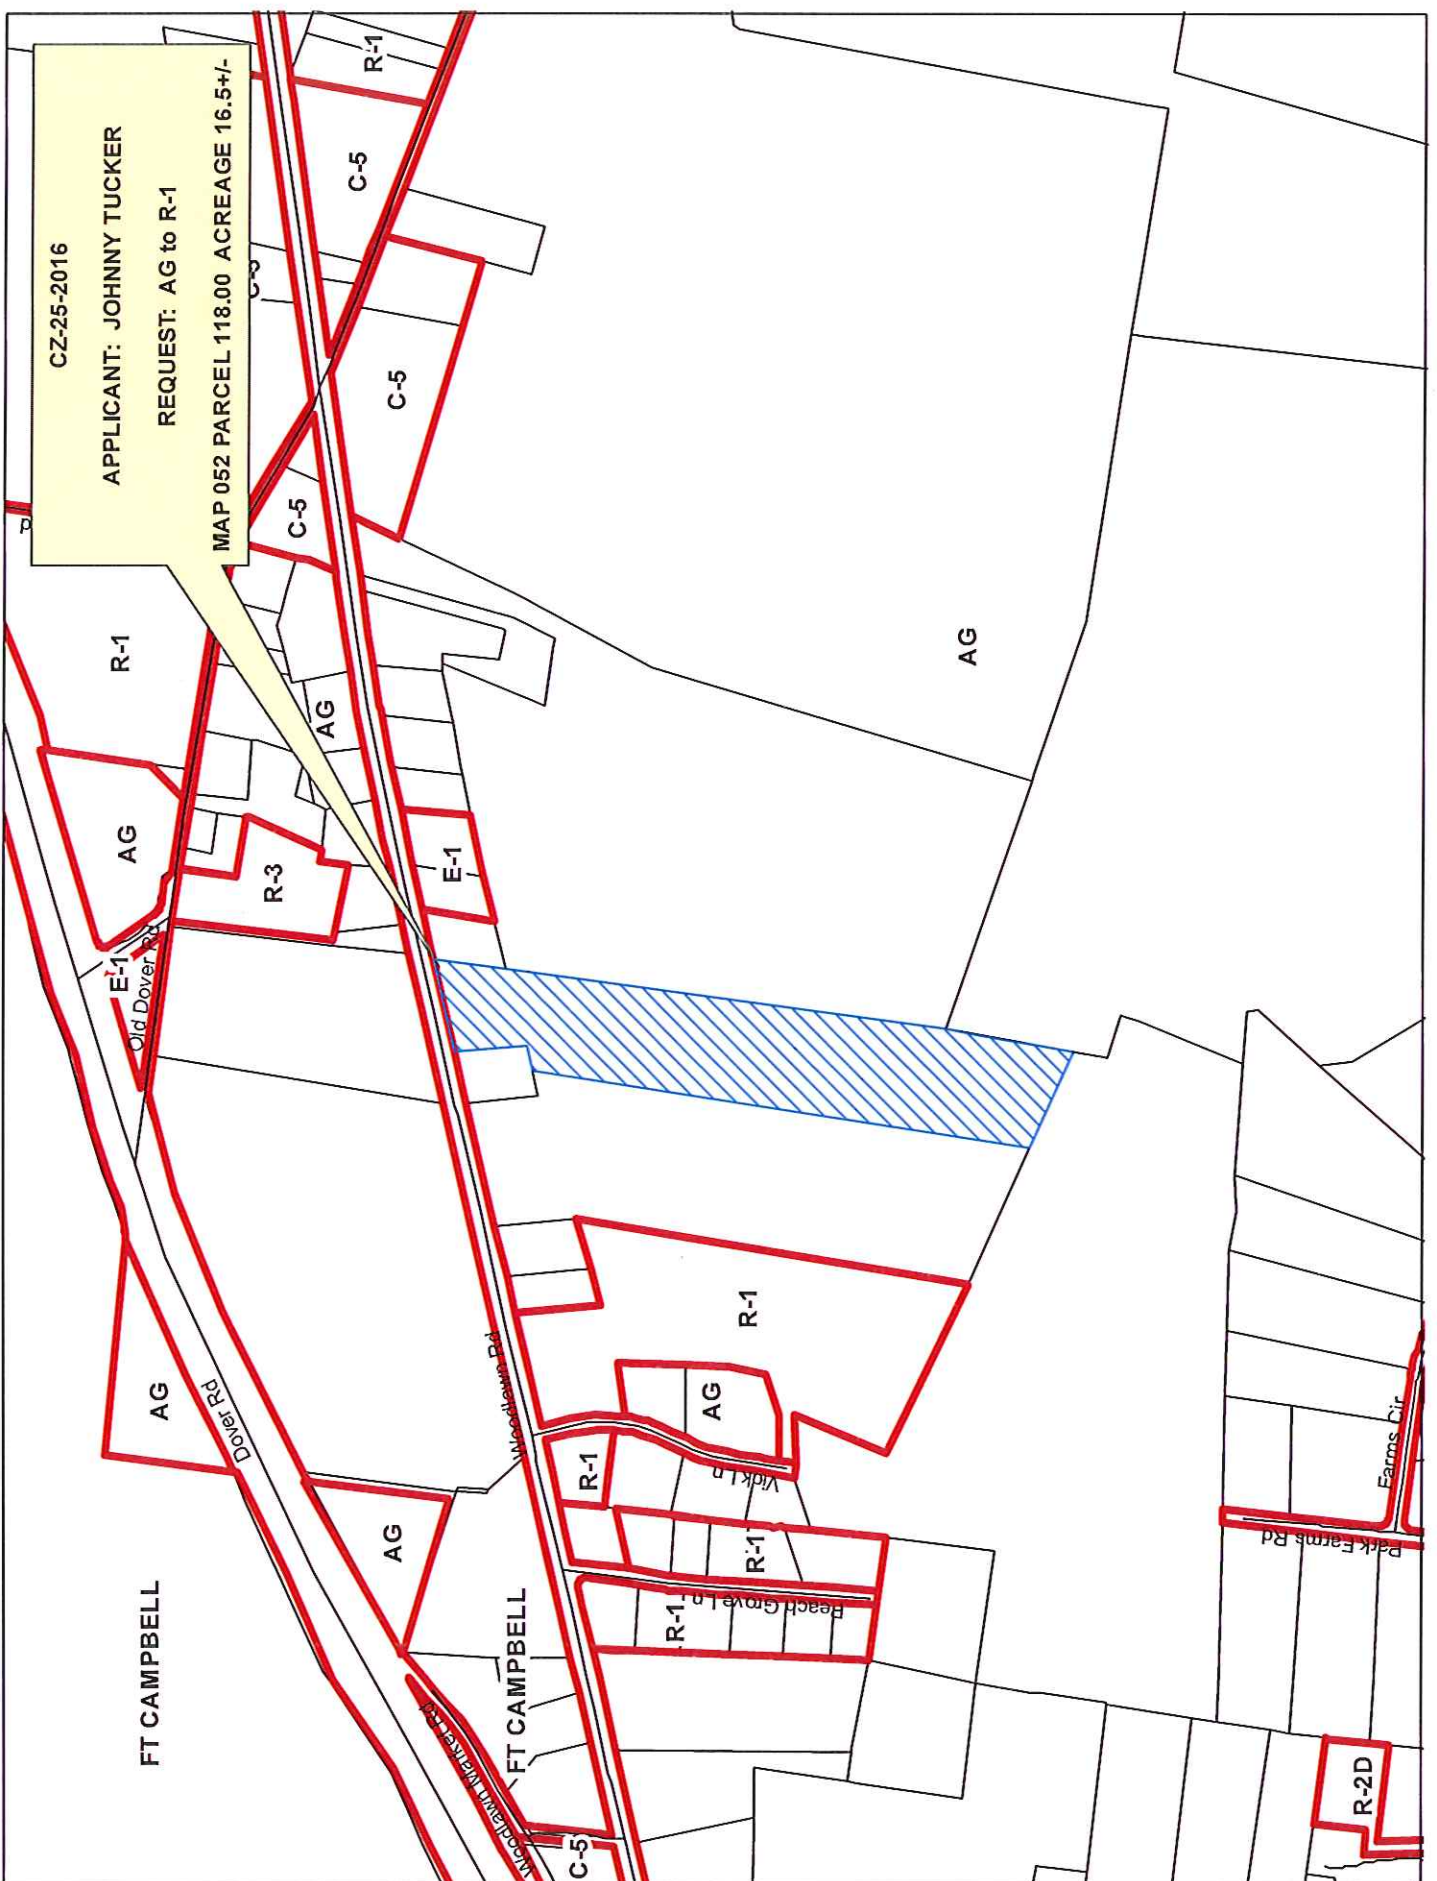 CZ-25-2016
APPLICANT: JOHNNY TUCKER
REQUEST: AG to R-1
MAP 052 PARCEL 118.00 ACREAGE 16.5+/-
R-1
C-5
C-5
C-5
R-1
AG
AG
AG
R-3
E-1
E-1
Old Dover Rd
AG
Dover Rd
Woodlawn Rd
R-1
AG
Vick Ln
R-1
R-1
R-1
Beach Grove Ln
AG
FT CAMPBELL
FT CAMPBELL
Woodlawn Market Rd
C-5
Farms Cir
Park Farms Rd
R-2D